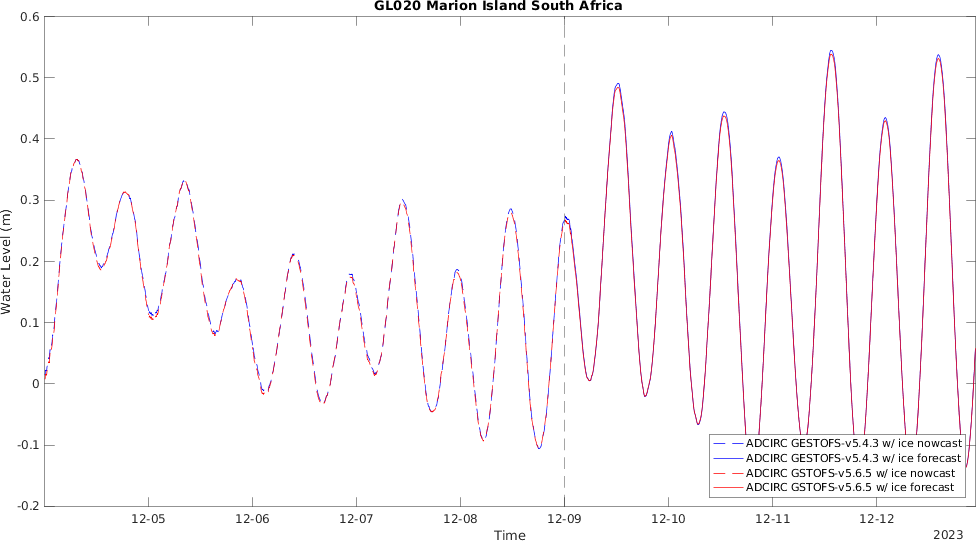 GL020 Marion Island South Africa
0.6
0.5
0.4
0.3
0.2
0.1
0
-0.1
-0.2
Water Level (m)
12-05 12-06 12-07 12-08 12-09 12-10 12-11 12-12
Time
2023
ADCIRC GESTOFS-v5.4.3 w/ ice nowcast
ADCIRC GESTOFS-v5.4.3 w/ ice forecast
ADCIRC GSTOFS-v5.6.5 w/ ice nowcast
ADCIRC GSTOFS-v5.6.5 w/ ice forecast